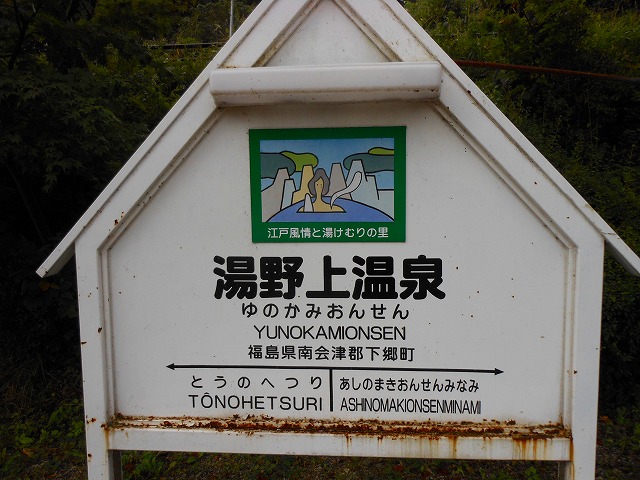 江戸風情と湯けむりの里
湯野上温泉
ゆのかみおんせん
YUNOKAMIONSEN
福島県南会津郡下郷町
とうのへつり
TÔNOHETSURI
あしのまきおんせんみなみ
ASHINOMAKIONSENMINAMI